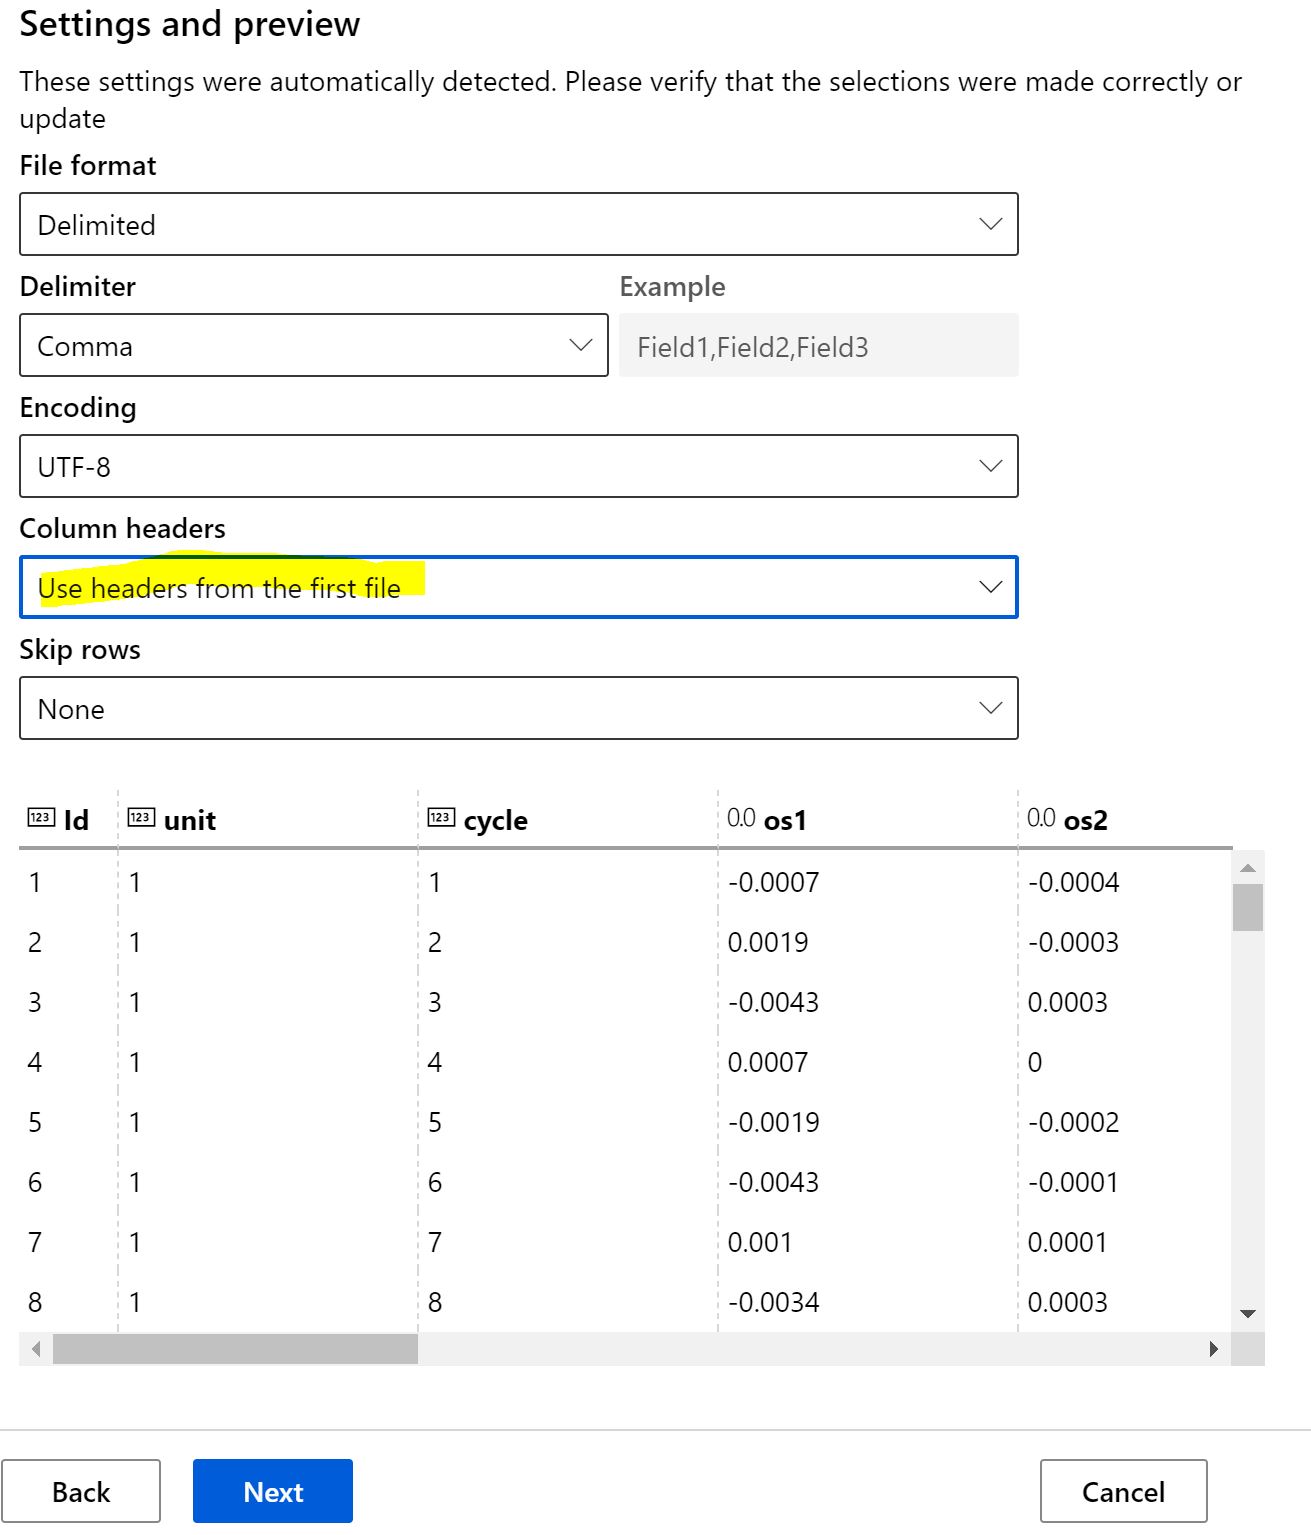 Settings and preview
These settings were automatically detected. Please verify that the selections were made correctly or
update
File format
Delimited
Delimiter Example
Comma Field1,Field2,Field3
Encoding
UTF-8
Column headers
Use headers from the first file
Skip rows
None
123 Id 123 unit 123 cycle 0.0 os1 0.0 os2
1 1 1 -0.0007 -0.0004
2 1 2 0.0019 -0.0003
3 1 3 -0.0043 0.0003
4 1 4 0.0007 0
5 1 5 -0.0019 -0.0002
6 1 6 -0.0043 -0.0001
7 1 7 0.001 0.0001
8 1 8 -0.0034 0.0003
Back Next Cancel